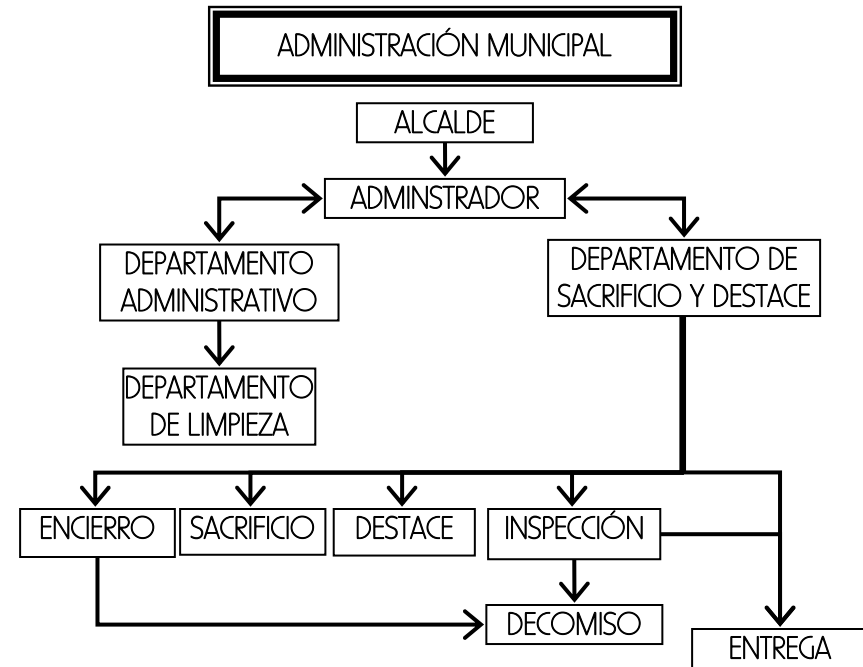 ADMINISTRACIÓN MUNICIPAL
ALCALDE
ADMINSTRADOR
DEPARTAMENTO
ADMINISTRATIVO
DEPARTAMENTO DE
SACRIFICIO Y DESTACE
DEPARTAMENTO
DE LIMPIEZA
ENCIERRO
SACRIFICIO
DESTACE
INSPECCIÓN
DECOMISO
ENTREGA